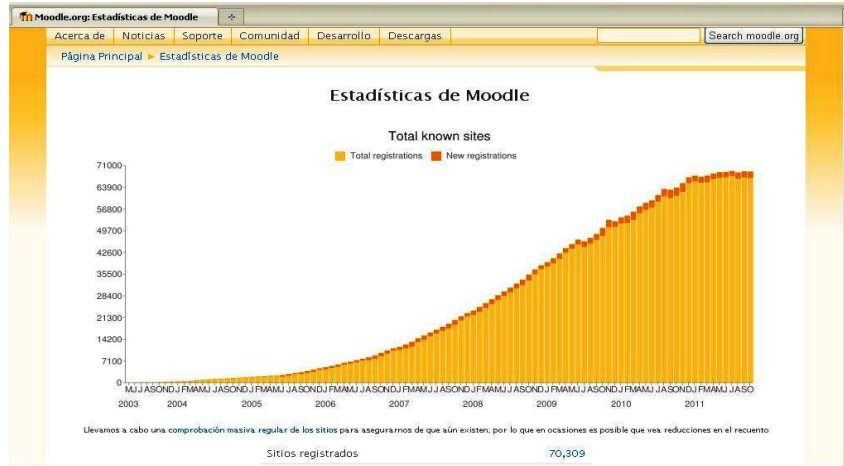 Moodle.org: Estadísticas de Moodle
Acerca de Noticias Soporte Comunidad Desarrollo Descargas Search moodle.org
Página Principal ► Estadísticas de Moodle
Estadísticas de Moodle
Total known sites
Total registrations New registrations
71000
63900
56800
49700
42600
35500
28400
21300
14200
7100
0
MJJASONDJFMAMJJASONDJFMAMJJASONDJFMAMJJASONDJFMAMJJASONDJFMAMJJASONDJFMAMJJASONDJFMAMJJASONDJFMAMJJASO
2003 2004 2005 2006 2007 2008 2009 2010 2011
Llevamos a cabo una comprobación masiva regular de los sitios para asegurarnos de que aún existen, por lo que en ocasiones es posible que vea reducciones en el recuento
Sitios registrados 70,309